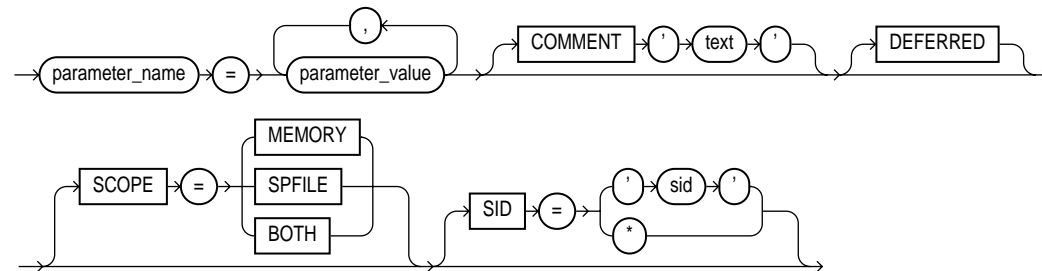 ,
parameter_name = parameter_value COMMENT ' text ' DEFERRED
MEMORY
SCOPE = SPFILE SID = ' sid '
BOTH *